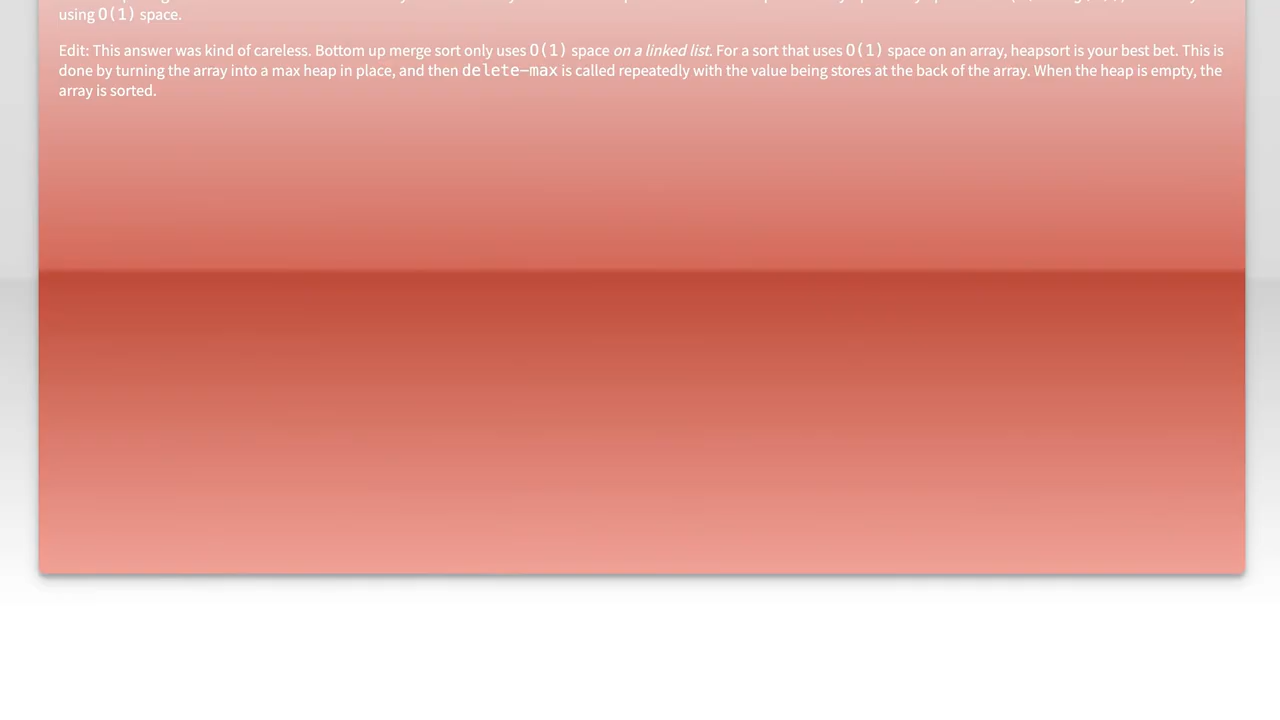 using O(1) space.
Edit: This answer was kind of careless. Bottom up merge sort only uses O(1) space on a linked list. For a sort that uses O(1) space on an array, heapsort is your best bet. This is
done by turning the array into a max heap in place, and then delete-max is called repeatedly with the value being stores at the back of the array. When the heap is empty, the
array is sorted.